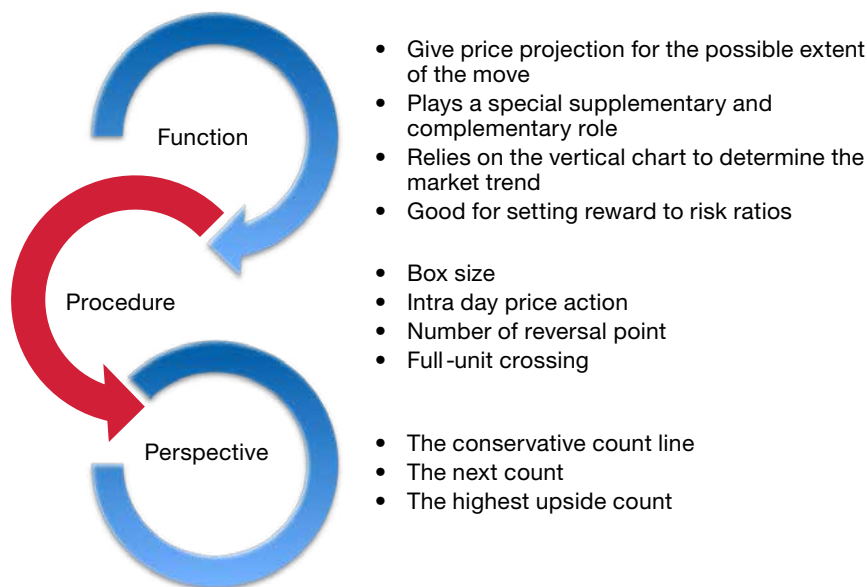 Function
• Give price projection for the possible extent
of the move
• Plays a special supplementary and
complementary role
• Relies on the vertical chart to determine the
market trend
• Good for setting reward to risk ratios
Procedure
• Box size
• Intra day price action
• Number of reversal point
• Full-unit crossing
Perspective
• The conservative count line
• The next count
• The highest upside count